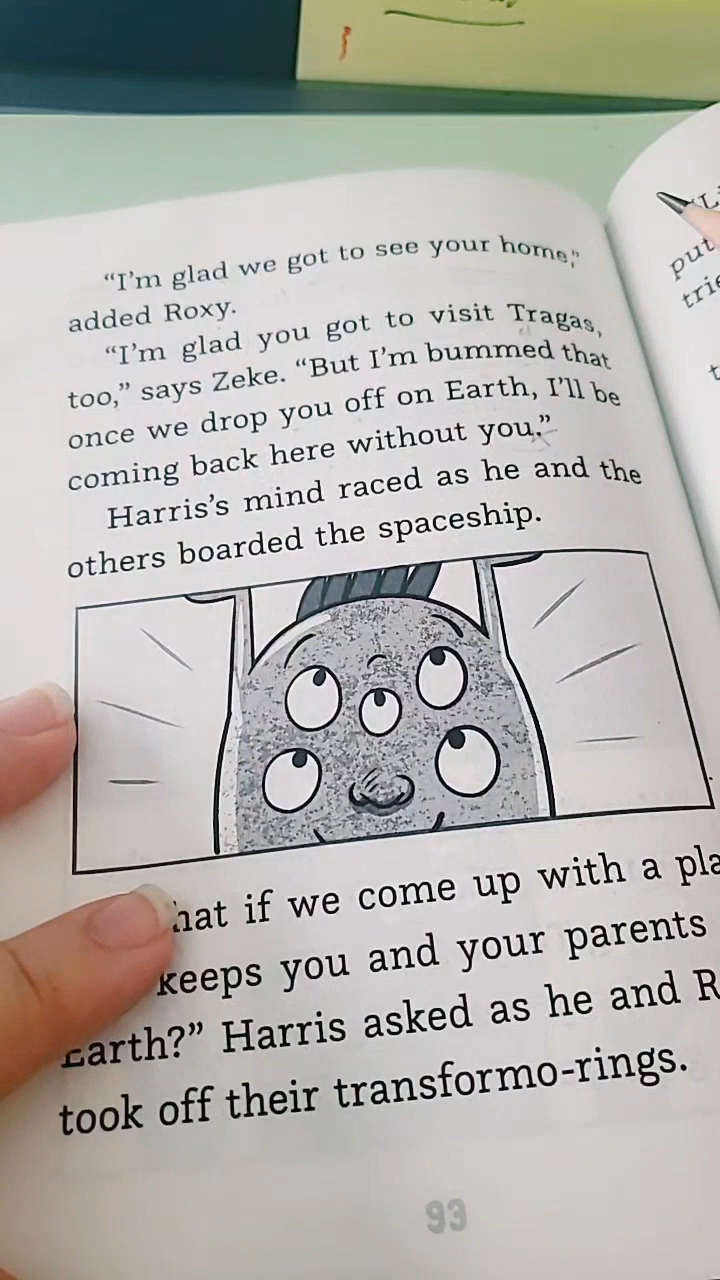 “I’m glad we got to see your home,”
added Roxy.
“I’m glad you got to visit Tragas,
too,” says Zeke. “But I’m bummed that
once we drop you off on Earth, I’ll be
coming back here without you.”
Harris’s mind raced as he and the
others boarded the spaceship.
hat if we come up with a pla
keeps you and your parents
Earth?” Harris asked as he and R
took off their transformo-rings.
93
put
trie